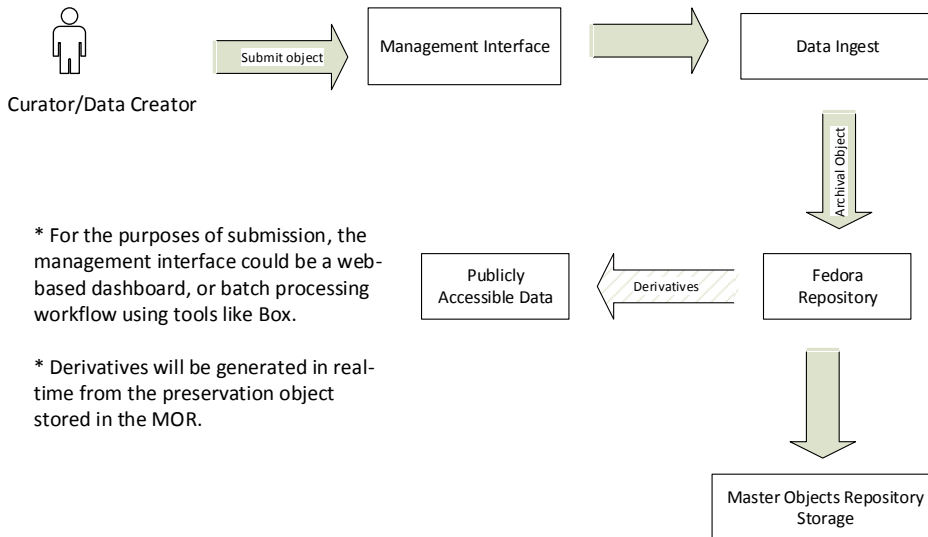 Submit object
Management Interface
Data Ingest
Curator/Data Creator
Archival Object
* For the purposes of submission, the
management interface could be a web-
based dashboard, or batch processing
workflow using tools like Box.
Publicly
Accessible Data
Derivatives
Fedora
Repository
* Derivatives will be generated in real-
time from the preservation object
stored in the MOR.
Master Objects Repository
Storage